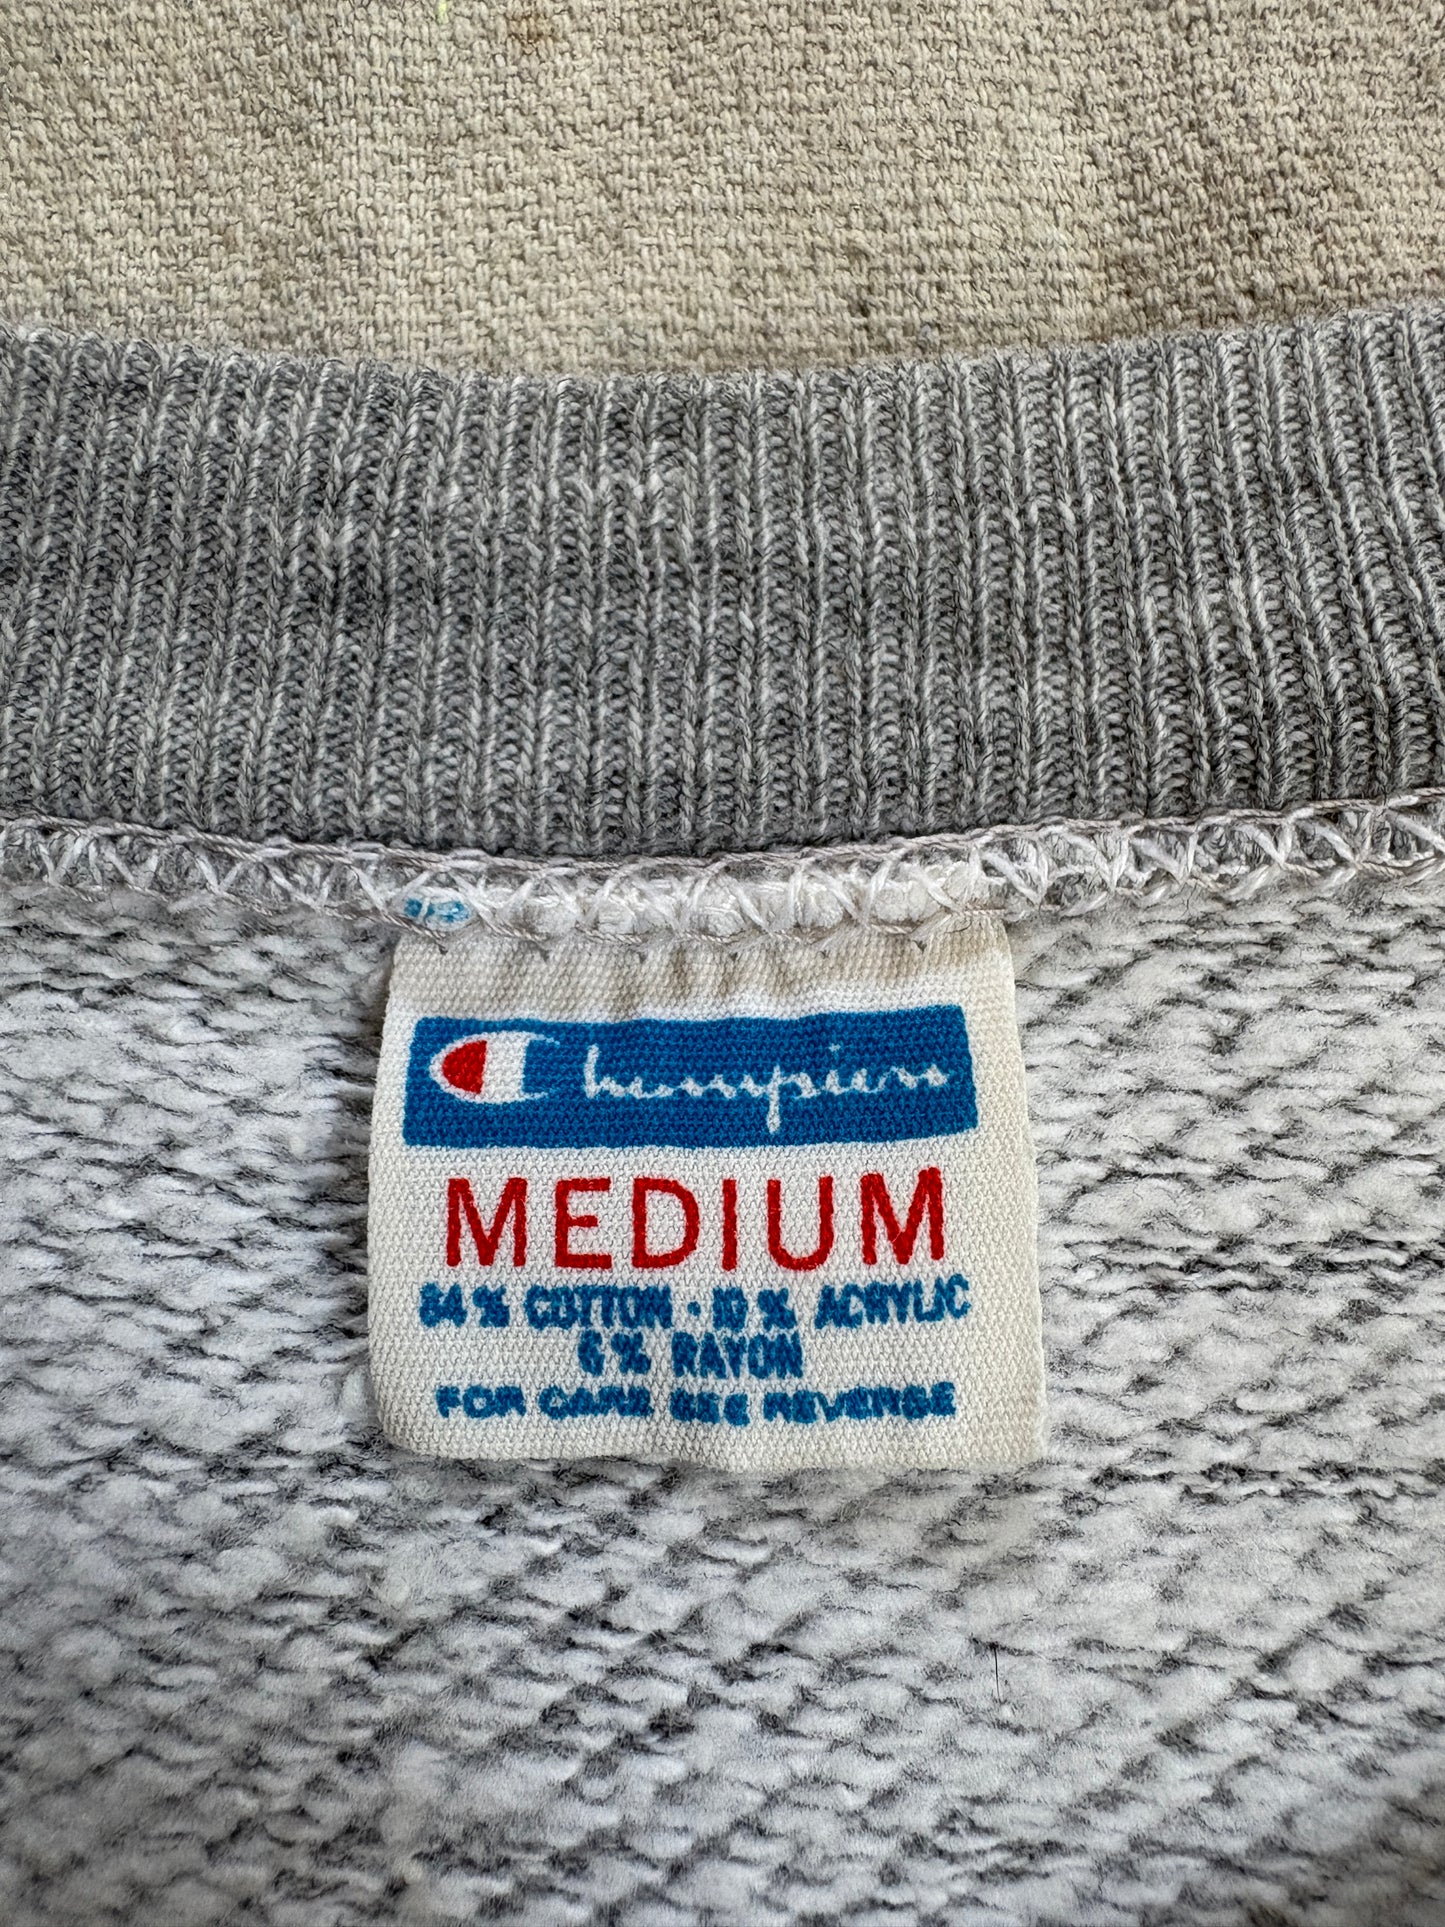 Champion
MEDIUM
84% COTTON · 10% ACRYLIC
6% RAYON
FOR CARE SEE REVERSE